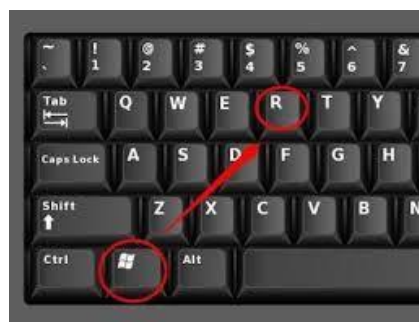 ~ ! @ # $ % ^ &
` 1 2 3 4 5 6 7
Tab Q W E R T Y
Caps Lock A S D F G H
Shift Z X C V B N
Ctrl Alt